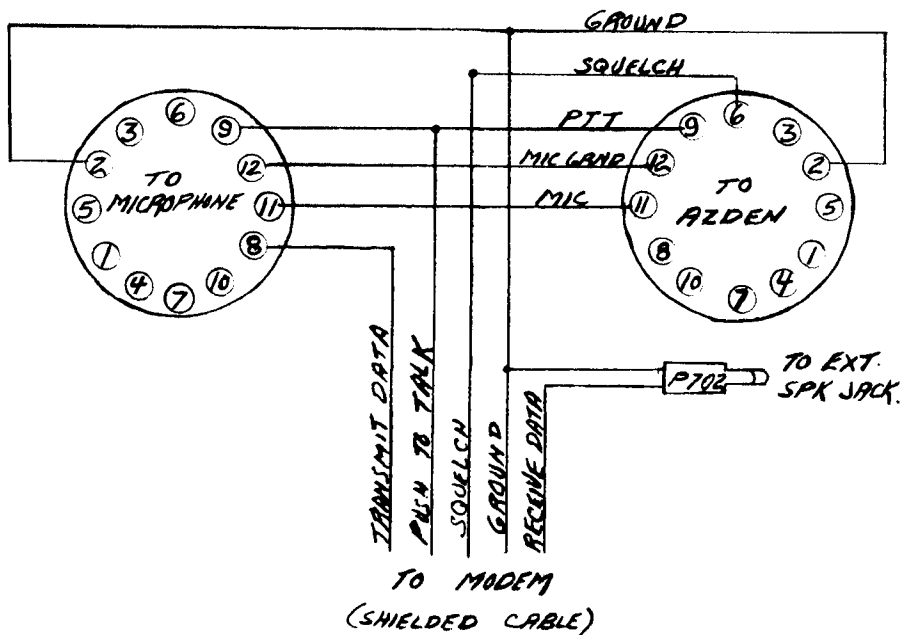 GROUND
SQUELCH
PTT
MIC GRND
MIC
6
3
9
2
12
TO
MICROPHONE
5
11
8
1
4
7
10
6
9
3
12
2
TO
AZDEN
11
5
8
1
10
4
7
TRANSMIT DATA
PUSH TO TALK
SQUELCH
GROUND
RECEIVE DATA
P702
TO EXT.
SPK JACK.
TO MODEM
(SHIELDED CABLE)